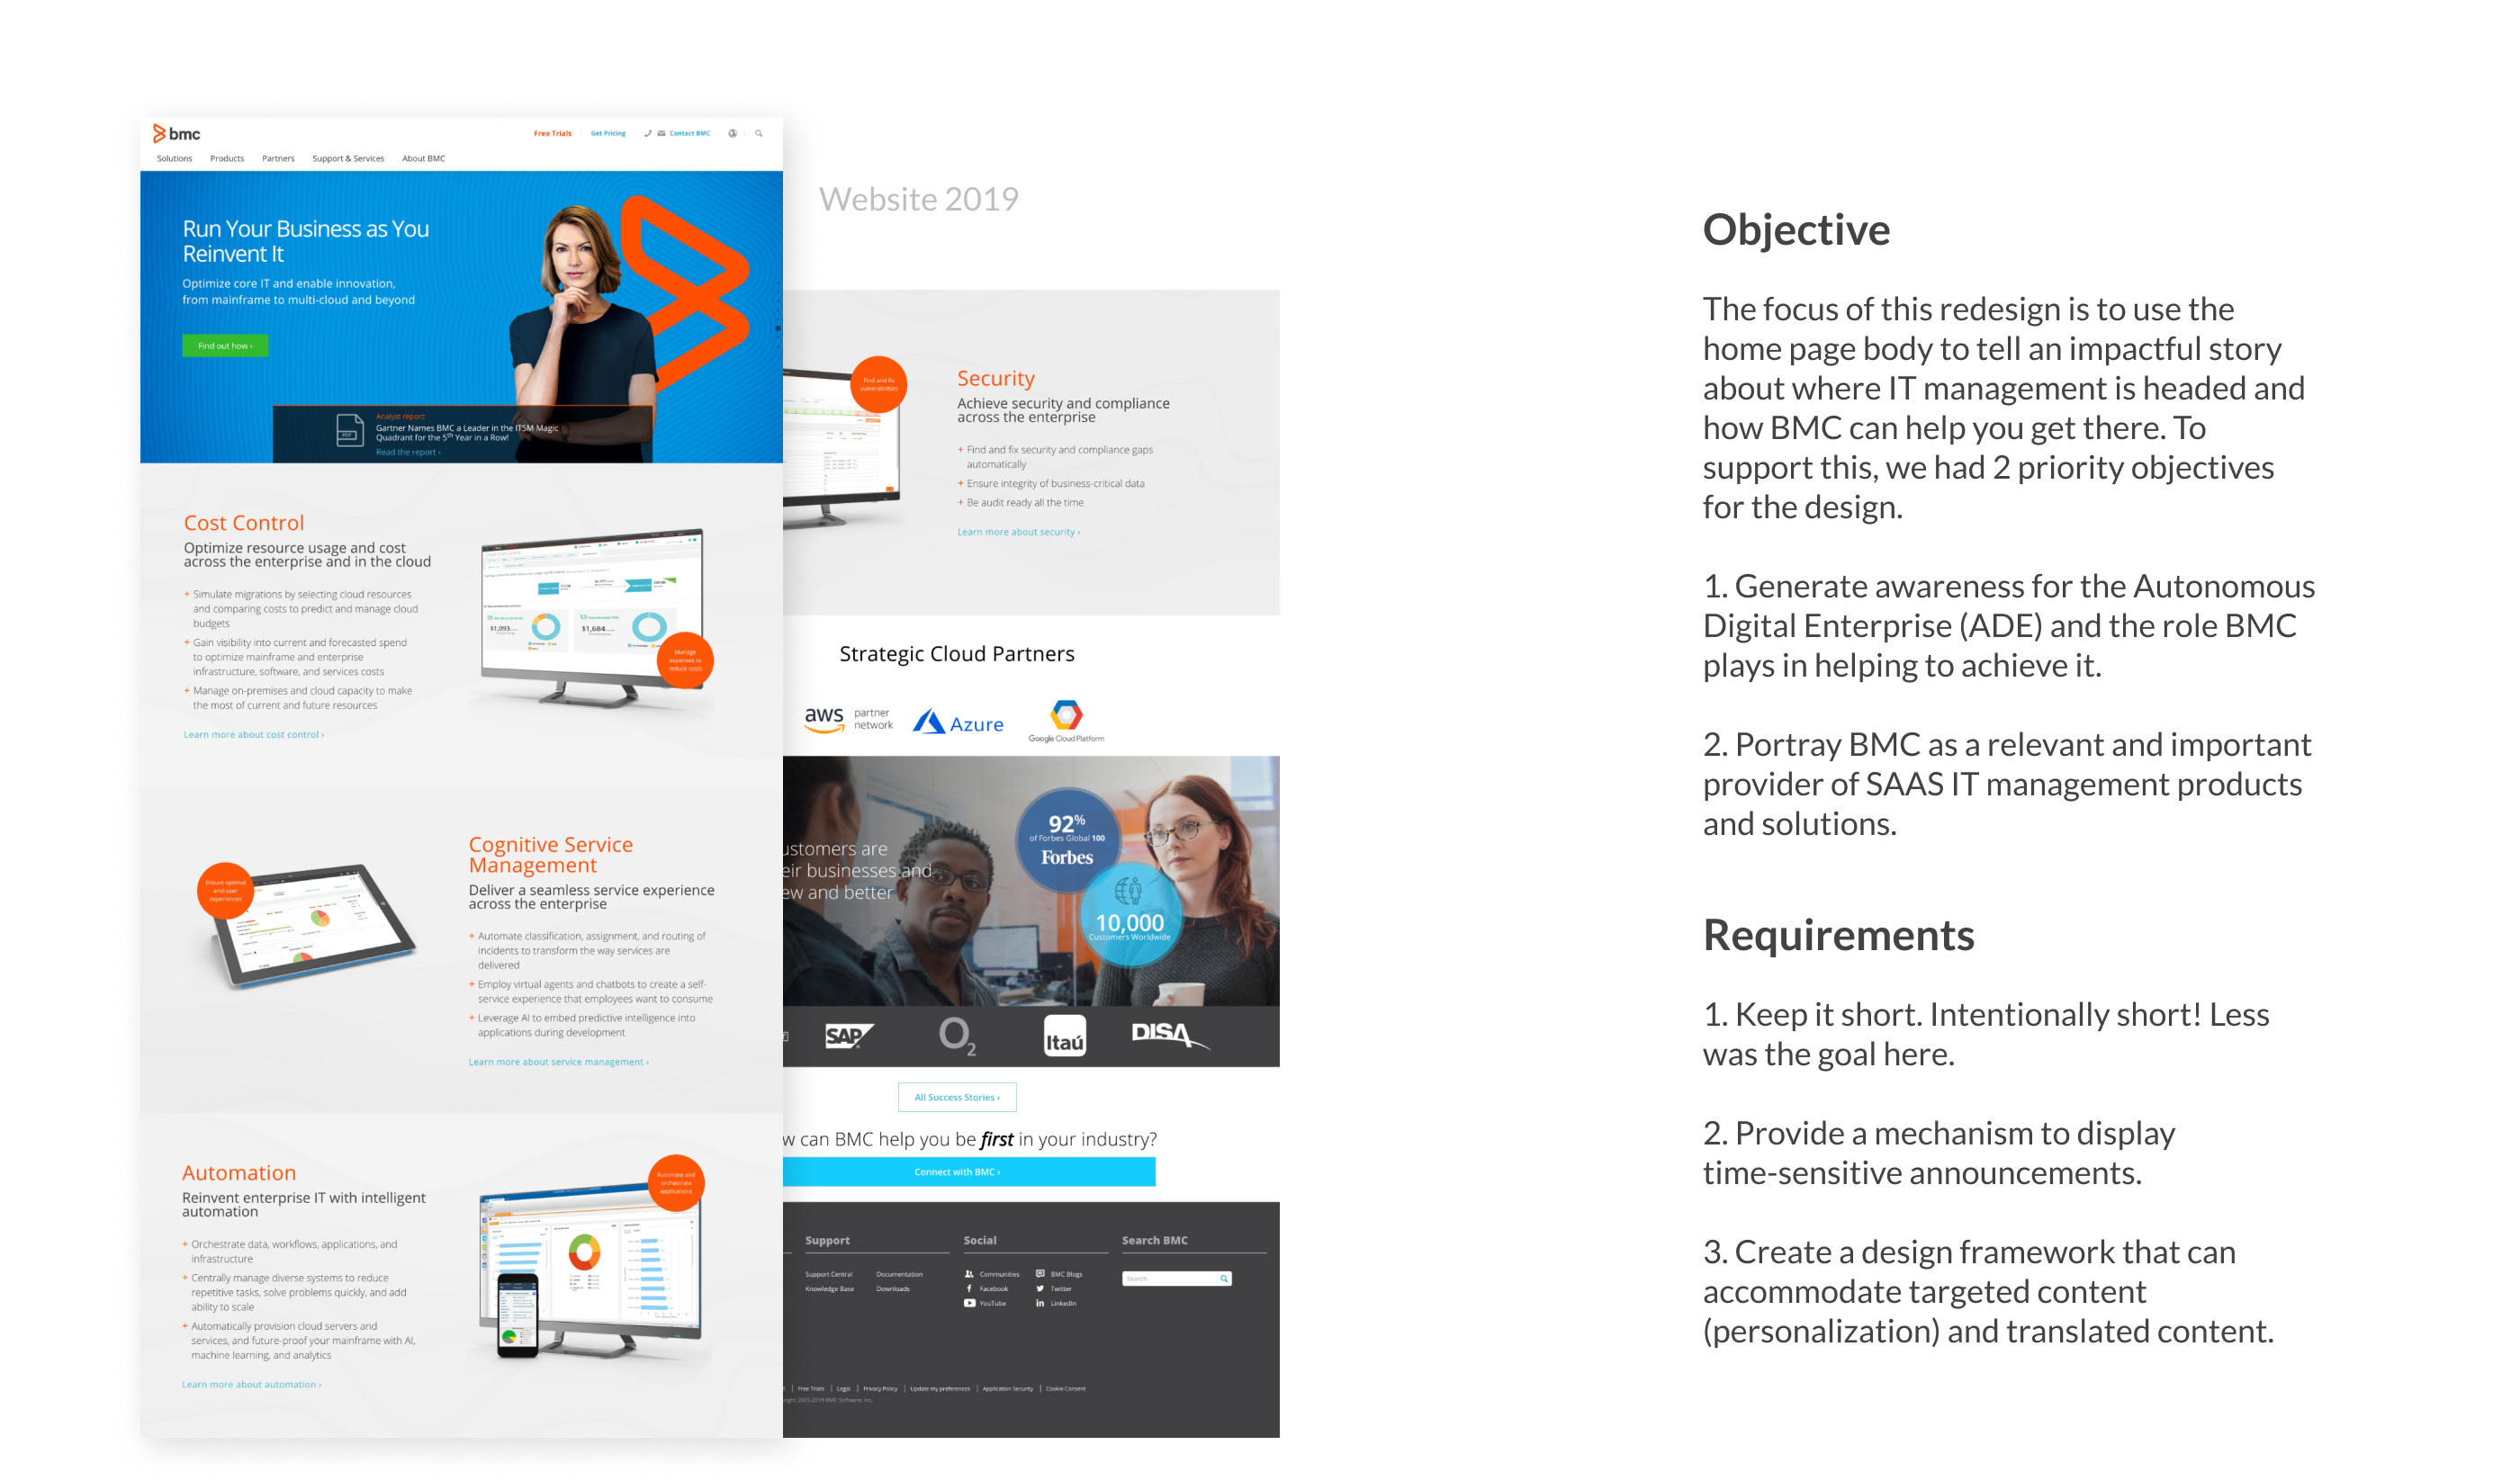 bmc
Free Trials
Get Pricing
Contact BMC
Solutions
Products
Partners
Support & Services
About BMC
Run Your Business as You
Reinvent It
Optimize core IT and enable innovation,
from mainframe to multi-cloud and beyond
Find out how ›
PDF
Analyst report:
Gartner Names BMC a Leader in the ITSM Magic
Quadrant for the 5th Year in a Row!
Read the report ›
Cost Control
Optimize resource usage and cost
across the enterprise and in the cloud
+ Simulate migrations by selecting cloud resources
and comparing costs to predict and manage cloud
budgets
+ Gain visibility into current and forecasted spend
to optimize mainframe and enterprise
infrastructure, software, and services costs
+ Manage on-premises and cloud capacity to make
the most of current and future resources
Learn more about cost control ›
$1,093
$1,684
Manage
expenses to
reduce costs
Ensure optimal
end-user
experiences
Cognitive Service
Management
Deliver a seamless service experience
across the enterprise
+ Automate classification, assignment, and routing of
incidents to transform the way services are
delivered
+ Employ virtual agents and chatbots to create a self-
service experience that employees want to consume
+ Leverage AI to embed predictive intelligence into
applications during development
Learn more about service management ›
Automation
Reinvent enterprise IT with intelligent
automation
+ Orchestrate data, workflows, applications, and
infrastructure
+ Centrally manage diverse systems to reduce
repetitive tasks, solve problems quickly, and add
ability to scale
+ Automatically provision cloud servers and
services, and future-proof your mainframe with AI,
machine learning, and analytics
Learn more about automation ›
Automate and
orchestrate
applications
Website 2019
Find and fix
vulnerabilities
Security
Achieve security and compliance
across the enterprise
+ Find and fix security and compliance gaps
automatically
+ Ensure integrity of business-critical data
+ Be audit ready all the time
Learn more about security ›
Strategic Cloud Partners
aws partner
network
Azure
Google Cloud Platform
ustomers are
eir businesses and
ew and better
92%
of Forbes Global 100
Forbes
10,000
Customers Worldwide
SAP
O2
Itaú
DISA
All Success Stories ›
w can BMC help you be first in your industry?
Connect with BMC ›
Support
Support Central
Documentation
Knowledge Base
Downloads
Social
Communities
BMC Blogs
Facebook
Twitter
YouTube
LinkedIn
Search BMC
Search
| Free Trials | Legal | Privacy Policy | Update my preferences | Application Security | Cookie Consent
right 2005-2019 BMC Software, Inc.
Objective
The focus of this redesign is to use the
home page body to tell an impactful story
about where IT management is headed and
how BMC can help you get there. To
support this, we had 2 priority objectives
for the design.
1. Generate awareness for the Autonomous
Digital Enterprise (ADE) and the role BMC
plays in helping to achieve it.
2. Portray BMC as a relevant and important
provider of SAAS IT management products
and solutions.
Requirements
1. Keep it short. Intentionally short! Less
was the goal here.
2. Provide a mechanism to display
time-sensitive announcements.
3. Create a design framework that can
accommodate targeted content
(personalization) and translated content.